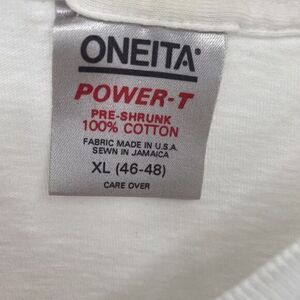 ONEITA
POWER-T
PRE-SHRUNK
100% COTTON
FABRIC MADE IN U.S.A.
SEWN IN JAMAICA
XL (46-48)
CARE OVER